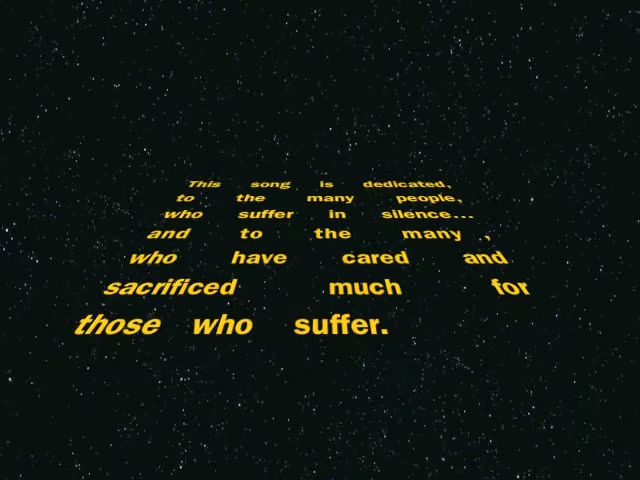 This song is dedicated,
to the many people,
who suffer in silence...
and to the many ,
who have cared and
sacrificed much for
those who suffer.